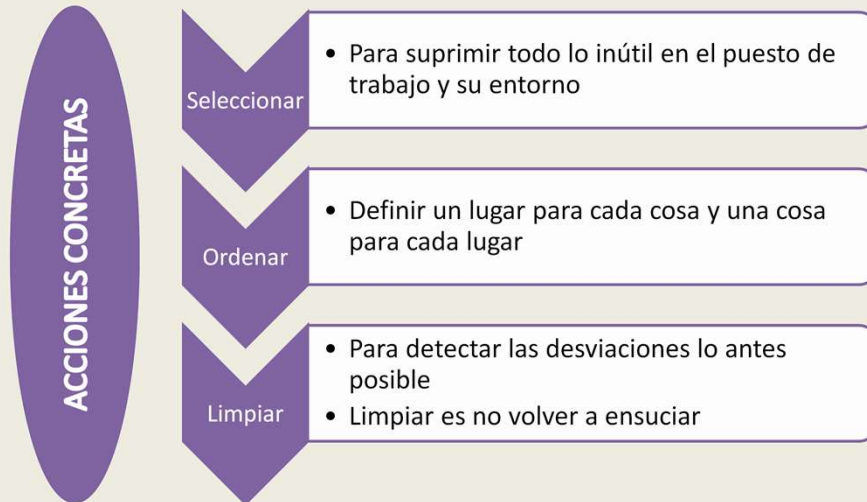 ACCIONES CONCRETAS
Seleccionar
• Para suprimir todo lo inútil en el puesto de
trabajo y su entorno
Ordenar
• Definir un lugar para cada cosa y una cosa
para cada lugar
Limpiar
• Para detectar las desviaciones lo antes
posible
• Limpiar es no volver a ensuciar